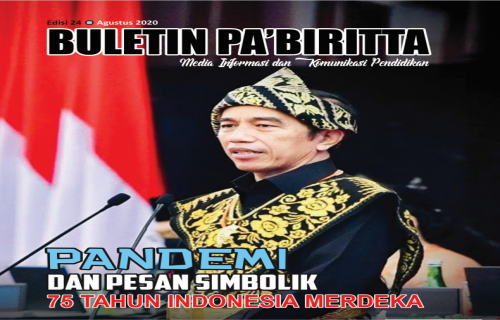 Edisi 24 Agustus 2020
BULETIN PA'BIRITTA
Media Informasi dan Komunikasi Pendidikan
PANDEMI
DAN PESAN SIMBOLIK
75 TAHUN INDONESIA MERDEKA